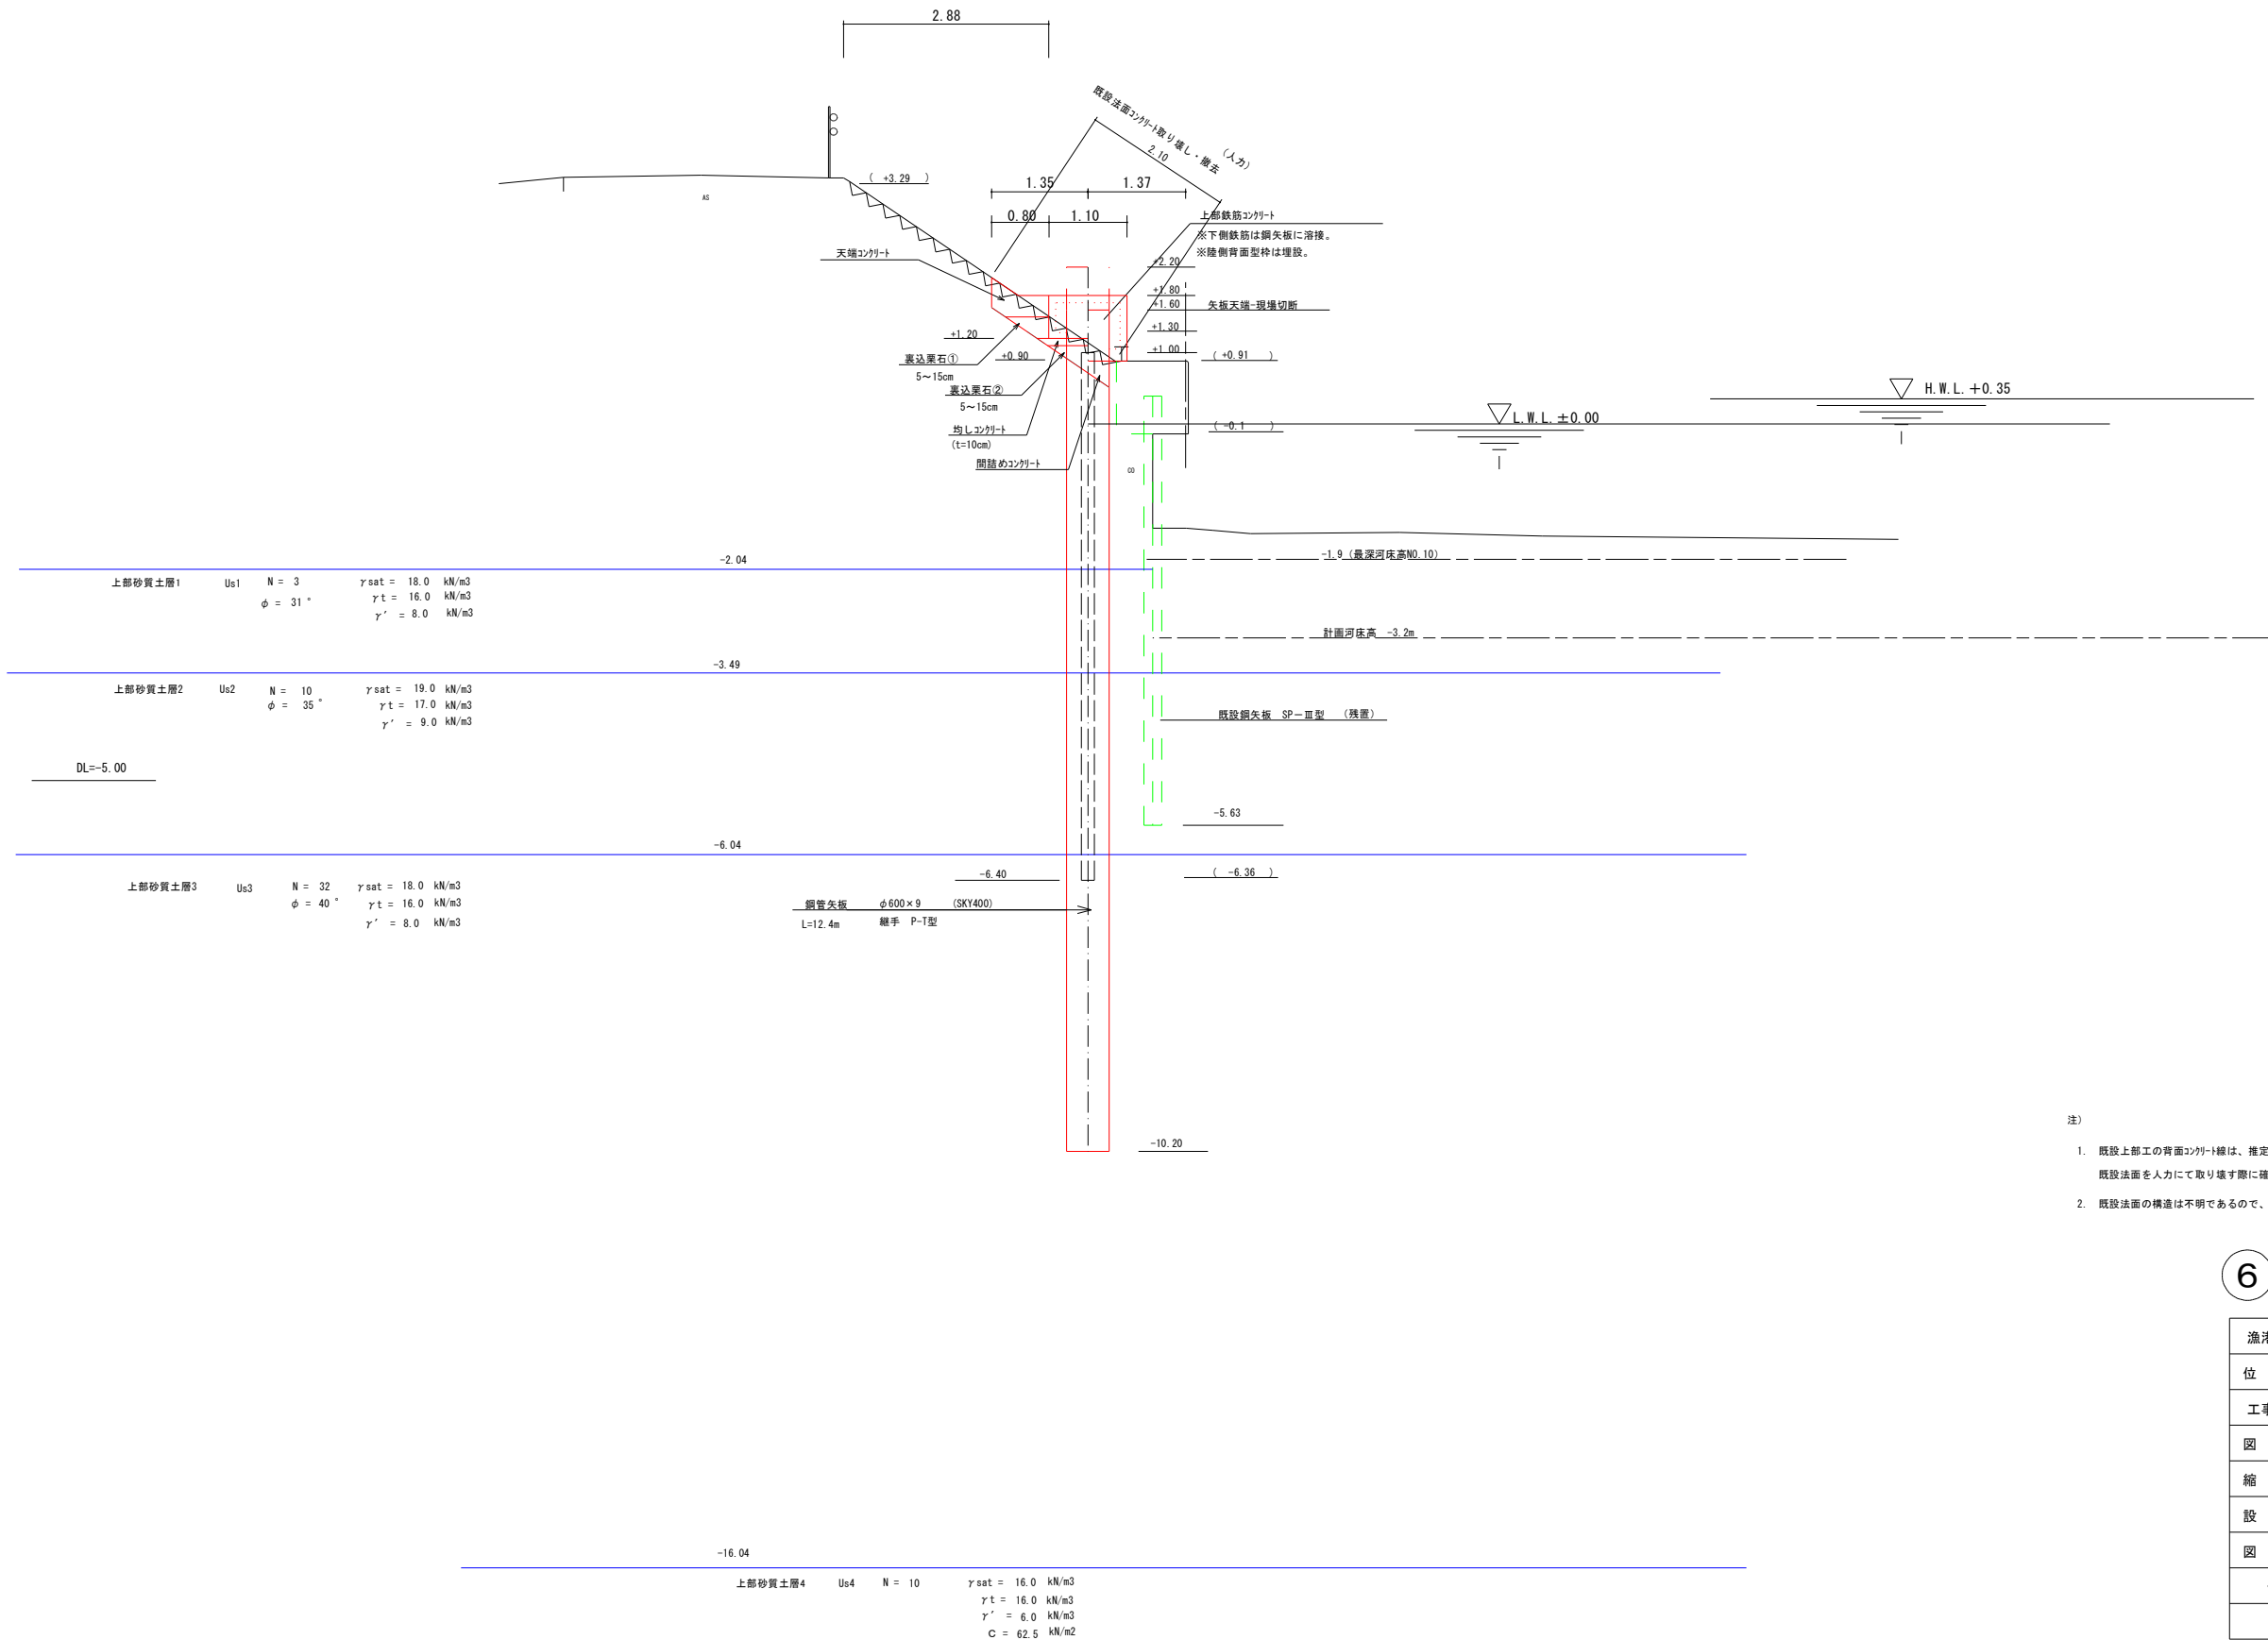 2.88
既設法面コンクリート取り壊し・撤去 (人力)
2.10
( +3.29 )
AS
1.35 1.37
0.80 1.10
上部鉄筋コンクリート
※下側鉄筋は鋼矢板に溶接。
※陸側背面型枠は埋設。
天端コンクリート
+2.20
+1.80
+1.60 矢板天端-現場切断
+1.30
+1.20
+1.00
( +0.91 )
+0.90
裏込栗石①
5～15cm
裏込栗石②
5～15cm
均しコンクリート
(t=10cm)
間詰めコンクリート
H.W.L.+0.35
L.W.L.±0.00
( -0.1 )
CO
-1.9 (最深河床高NO.10)
-2.04
上部砂質土層1 Us1 N = 3 γsat = 18.0 kN/m3
φ = 31 ° γt = 16.0 kN/m3
γ′ = 8.0 kN/m3
計画河床高 -3.2m
-3.49
上部砂質土層2 Us2 N = 10 γsat = 19.0 kN/m3
φ = 35 ° γt = 17.0 kN/m3
γ′ = 9.0 kN/m3
既設鋼矢板 SP－Ⅲ型 (残置)
DL=-5.00
-5.63
-6.04
-6.40
( -6.36 )
上部砂質土層3 Us3 N = 32 γsat = 18.0 kN/m3
φ = 40 ° γt = 16.0 kN/m3
γ′ = 8.0 kN/m3
鋼管矢板 φ600×9 (SKY400)
L=12.4m 継手 P-T型
-10.20
注)
1. 既設上部工の背面コンクリート線は、推定
既設法面を人力にて取り壊す際に確
2. 既設法面の構造は不明であるので、
6
漁港
位
工事
図
縮
設
図
-16.04
上部砂質土層4 Us4 N = 10 γsat = 16.0 kN/m3
γt = 16.0 kN/m3
γ′ = 6.0 kN/m3
C = 62.5 kN/m2